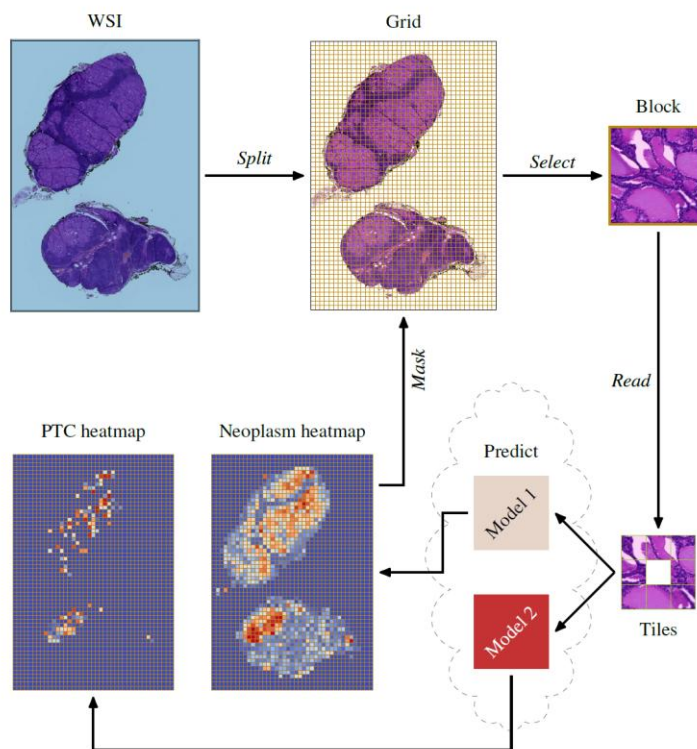 WSI
Grid
Block
Split
Select
Mask
Read
PTC heatmap
Neoplasm heatmap
Predict
Model 1
Model 2
Tiles